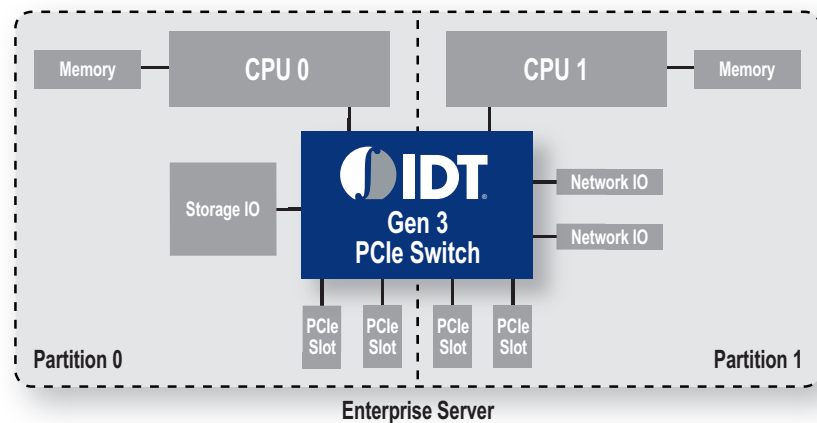 CPU 0
CPU 1
Memory
Memory
IDT®
Gen 3
PCIe Switch
Storage IO
Network IO
Network IO
PCIe
Slot
PCIe
Slot
PCIe
Slot
PCIe
Slot
Partition 0
Partition 1
Enterprise Server